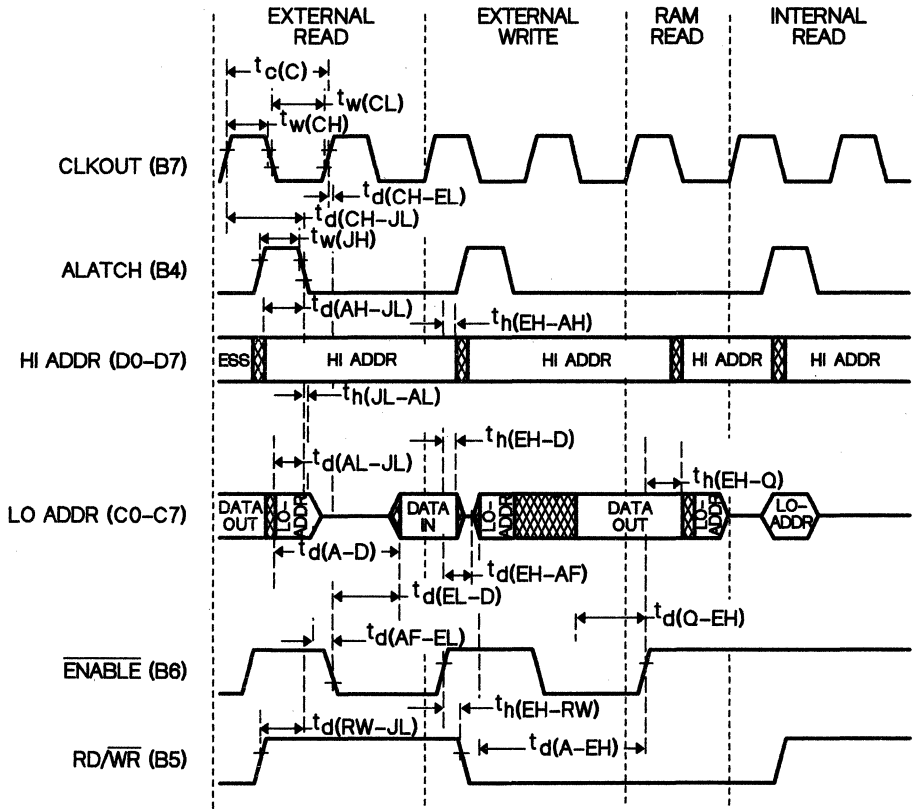 EXTERNAL READ
EXTERNAL WRITE
RAM READ
INTERNAL READ
tc(C)
tw(CL)
tw(CH)
CLKOUT (B7)
td(CH-EL)
td(CH-JL)
tw(JH)
ALATCH (B4)
td(AH-JL)
th(EH-AH)
HI ADDR (D0-D7)
ESS
HI ADDR
HI ADDR
HI ADDR
HI ADDR
th(JL-AL)
th(EH-D)
td(AL-JL)
th(EH-Q)
LO ADDR (C0-C7)
DATA OUT
LO-ADDR
DATA IN
LO-ADDR
DATA OUT
LO-ADDR
LO-ADDR
td(A-D)
td(EH-AF)
td(EL-D)
td(Q-EH)
td(AF-EL)
ENABLE (B6)
th(EH-RW)
td(RW-JL)
td(A-EH)
RD/WR (B5)